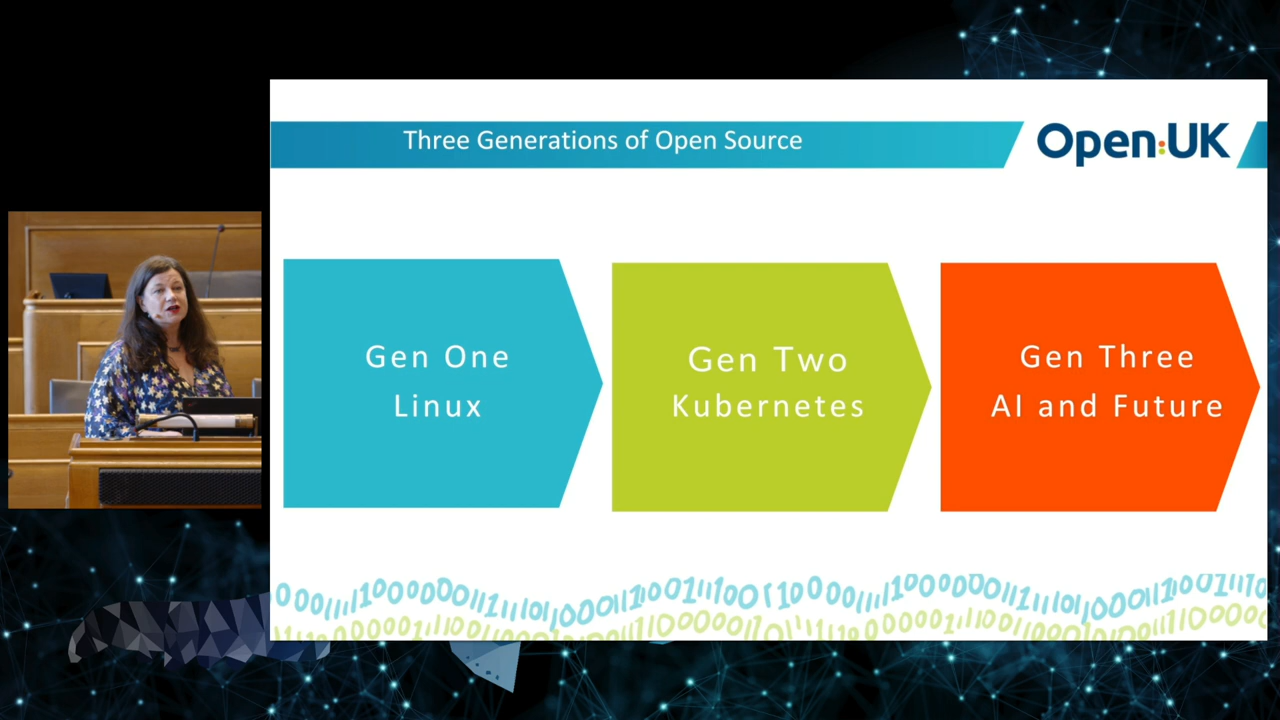 Three Generations of Open Source
Open:UK
Gen One
Linux
Gen Two
Kubernetes
Gen Three
AI and Future